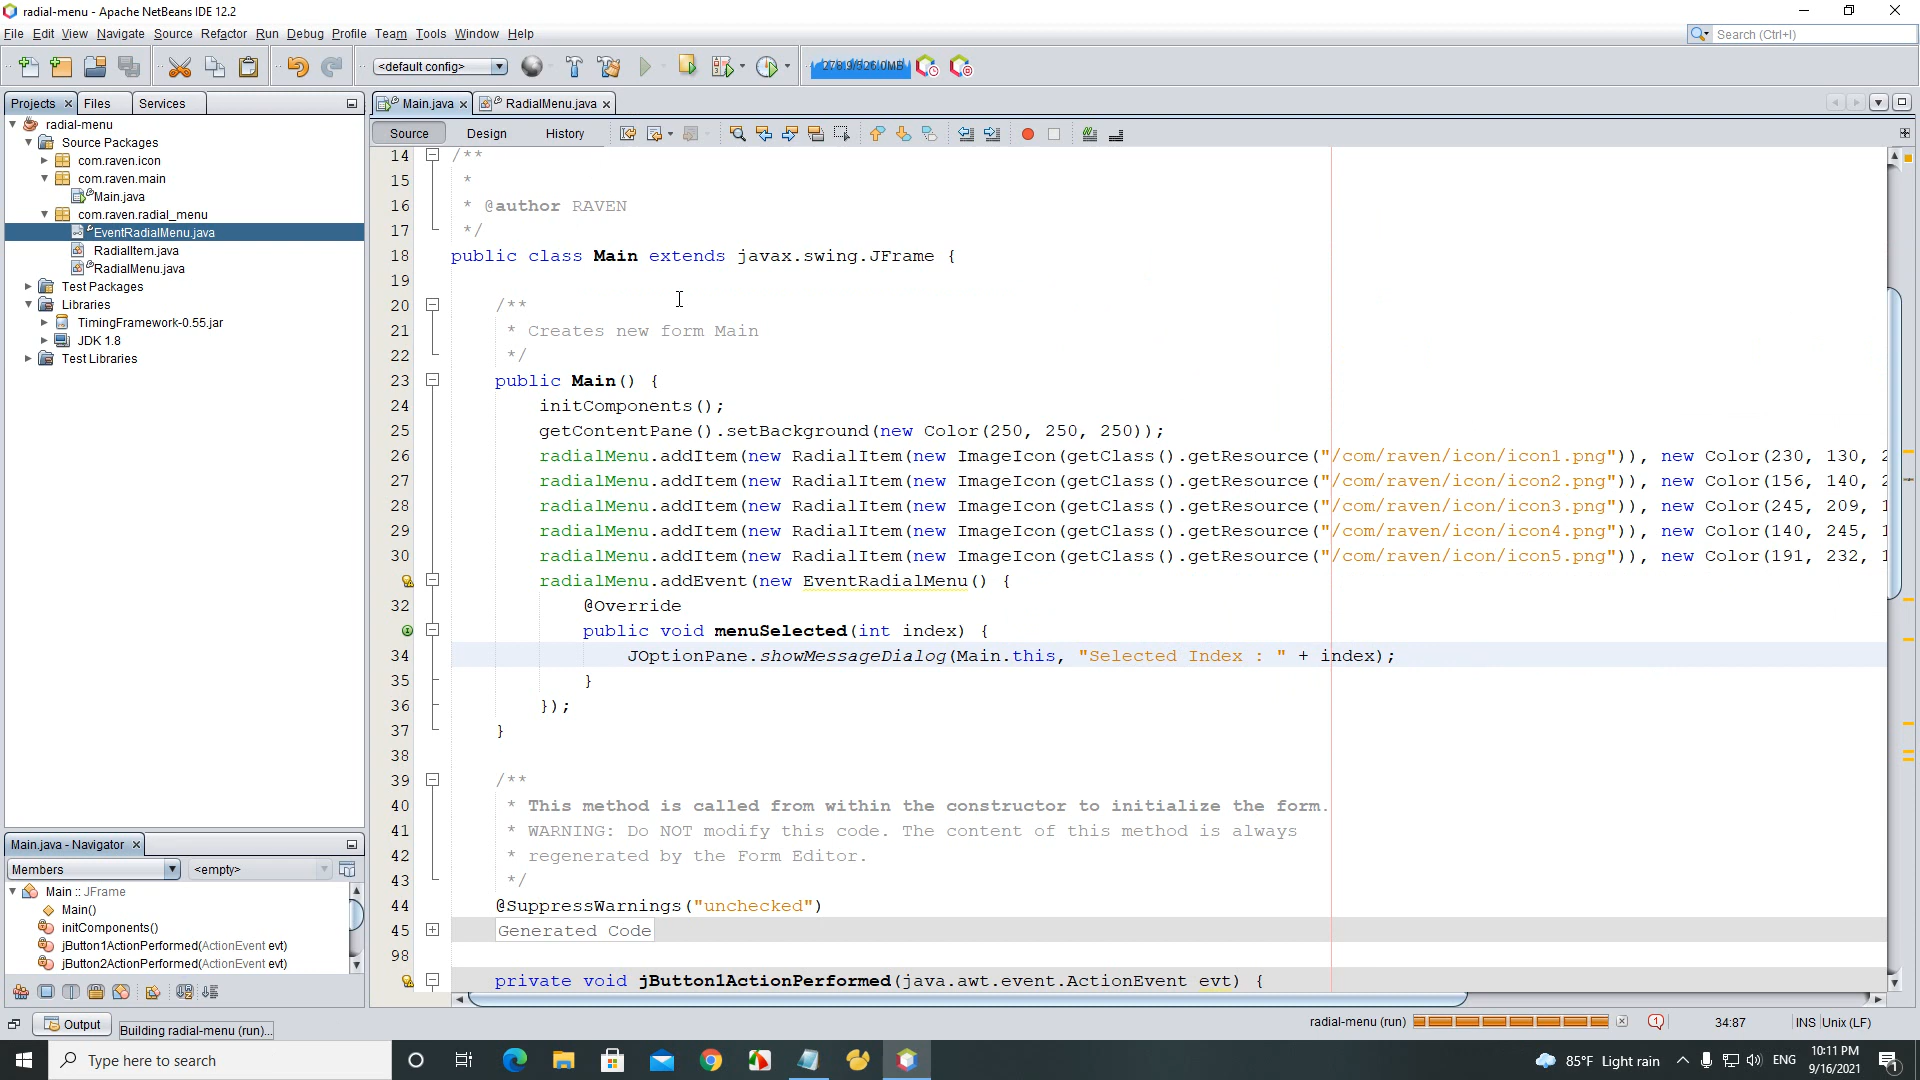 radial-menu - Apache NetBeans IDE 12.2
File Edit View Navigate Source Refactor Run Debug Profile Team Tools Window Help
Search (Ctrl+I)
<default config>
276.9/526.0MB
Projects Files Services
Main.java RadialMenu.java
radial-menu
Source Packages
com.raven.icon
com.raven.main
Main.java
com.raven.radial_menu
EventRadialMenu.java
RadialItem.java
RadialMenu.java
Test Packages
Libraries
TimingFramework-0.55.jar
JDK 1.8
Test Libraries
Source Design History
14 /**
15 *
16 * @author RAVEN
17 */
18 public class Main extends javax.swing.JFrame {
19
20 /**
21 * Creates new form Main
22 */
23 public Main() {
24 initComponents();
25 getContentPane().setBackground(new Color(250, 250, 250));
26 radialMenu.addItem(new RadialItem(new ImageIcon(getClass().getResource("/com/raven/icon/icon1.png")), new Color(230, 130, 2
27 radialMenu.addItem(new RadialItem(new ImageIcon(getClass().getResource("/com/raven/icon/icon2.png")), new Color(156, 140, 2
28 radialMenu.addItem(new RadialItem(new ImageIcon(getClass().getResource("/com/raven/icon/icon3.png")), new Color(245, 209, 1
29 radialMenu.addItem(new RadialItem(new ImageIcon(getClass().getResource("/com/raven/icon/icon4.png")), new Color(140, 245, 1
30 radialMenu.addItem(new RadialItem(new ImageIcon(getClass().getResource("/com/raven/icon/icon5.png")), new Color(191, 232, 1
radialMenu.addEvent(new EventRadialMenu() {
32 @Override
public void menuSelected(int index) {
34 JOptionPane.showMessageDialog(Main.this, "Selected Index : " + index);
35 }
36 });
37 }
38
39 /**
40 * This method is called from within the constructor to initialize the form.
41 * WARNING: Do NOT modify this code. The content of this method is always
42 * regenerated by the Form Editor.
43 */
44 @SuppressWarnings("unchecked")
45 Generated Code
98
private void jButton1ActionPerformed(java.awt.event.ActionEvent evt) {
Main.java - Navigator
Members <empty>
Main :: JFrame
Main()
initComponents()
jButton1ActionPerformed(ActionEvent evt)
jButton2ActionPerformed(ActionEvent evt)
Output Building radial-menu (run)...
radial-menu (run) 1 34:87 INS Unix (LF)
Type here to search
85°F Light rain ENG
10:11 PM
9/16/2021
1